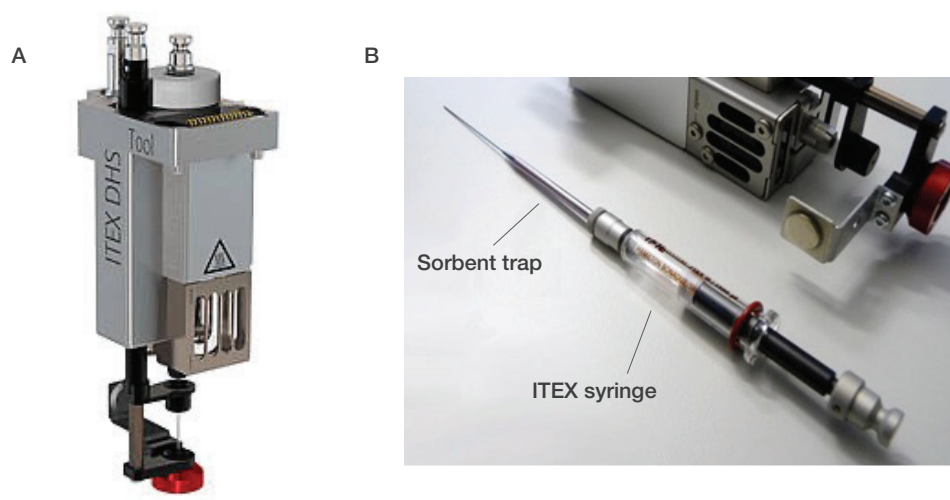 A
B
ITEX DHS
Tool
Sorbent trap
ITEX syringe